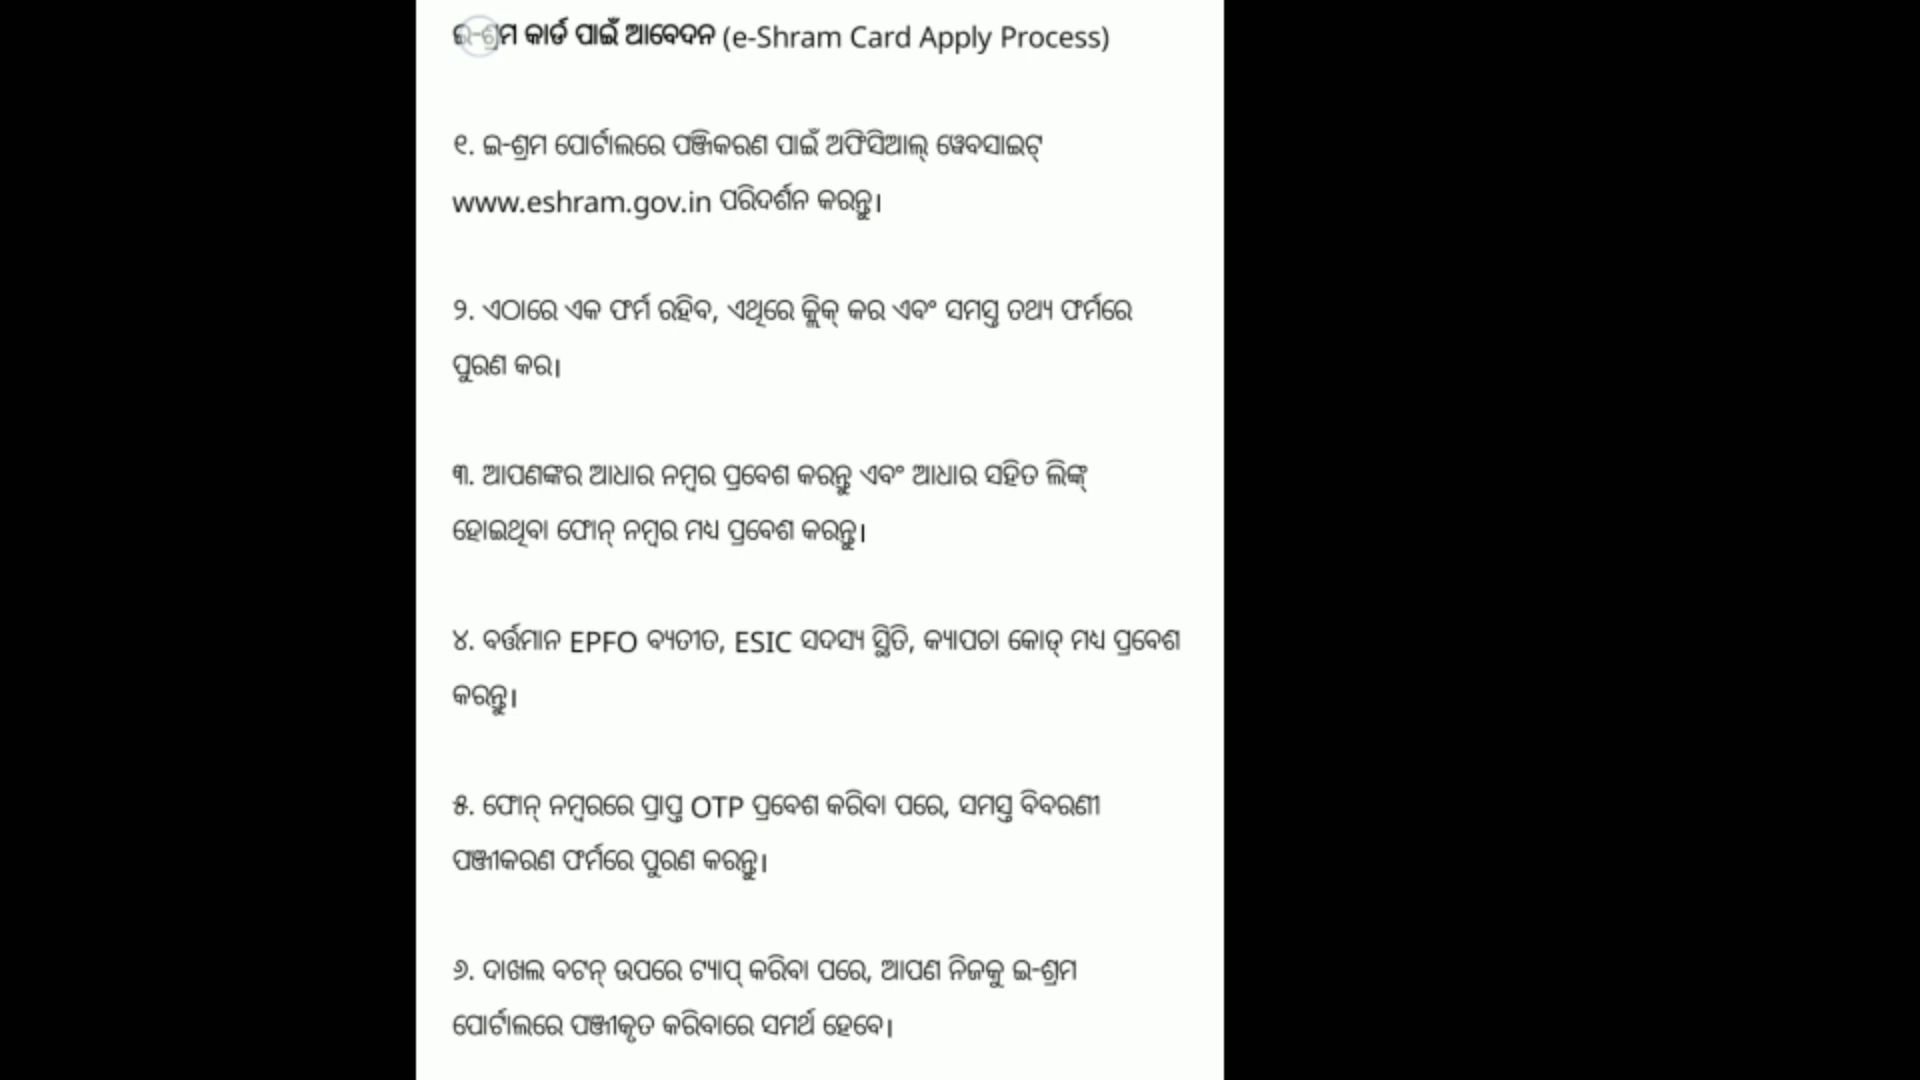 ଇ-ଶ୍ରମ କାର୍ଡ ପାଇଁ ଆବେଦନ (e-Shram Card Apply Process)
୧. ଇ-ଶ୍ରମ ପୋର୍ଟାଲରେ ପଞ୍ଜିକରଣ ପାଇଁ ଅଫିସିଆଲ୍ ୱେବସାଇଟ୍
www.eshram.gov.in ପରିଦର୍ଶନ କରନ୍ତୁ।
୨. ଏଠାରେ ଏକ ଫର୍ମ ରହିବ, ଏଥିରେ କ୍ଲିକ୍ କର ଏବଂ ସମସ୍ତ ତଥ୍ୟ ଫର୍ମରେ
ପୁରଣ କର।
୩. ଆପଣଙ୍କର ଆଧାର ନମ୍ବର ପ୍ରବେଶ କରନ୍ତୁ ଏବଂ ଆଧାର ସହିତ ଲିଙ୍କ୍
ହୋଇଥିବା ଫୋନ୍ ନମ୍ବର ମଧ୍ୟ ପ୍ରବେଶ କରନ୍ତୁ।
୪. ବର୍ତ୍ତମାନ EPFO ବ୍ୟତୀତ, ESIC ସଦସ୍ୟ ସ୍ଥିତି, କ୍ୟାପଚା କୋଡ୍ ମଧ୍ୟ ପ୍ରବେଶ
କରନ୍ତୁ।
୫. ଫୋନ୍ ନମ୍ବରରେ ପ୍ରାପ୍ତ OTP ପ୍ରବେଶ କରିବା ପରେ, ସମସ୍ତ ବିବରଣୀ
ପଞ୍ଜୀକରଣ ଫର୍ମରେ ପୁରଣ କରନ୍ତୁ।
୬. ଦାଖଲ ବଟନ୍ ଉପରେ ଟ୍ୟାପ୍ କରିବା ପରେ, ଆପଣ ନିଜକୁ ଇ-ଶ୍ରମ
ପୋର୍ଟାଲରେ ପଞ୍ଜୀକୃତ କରିବାରେ ସମର୍ଥ ହେବେ।